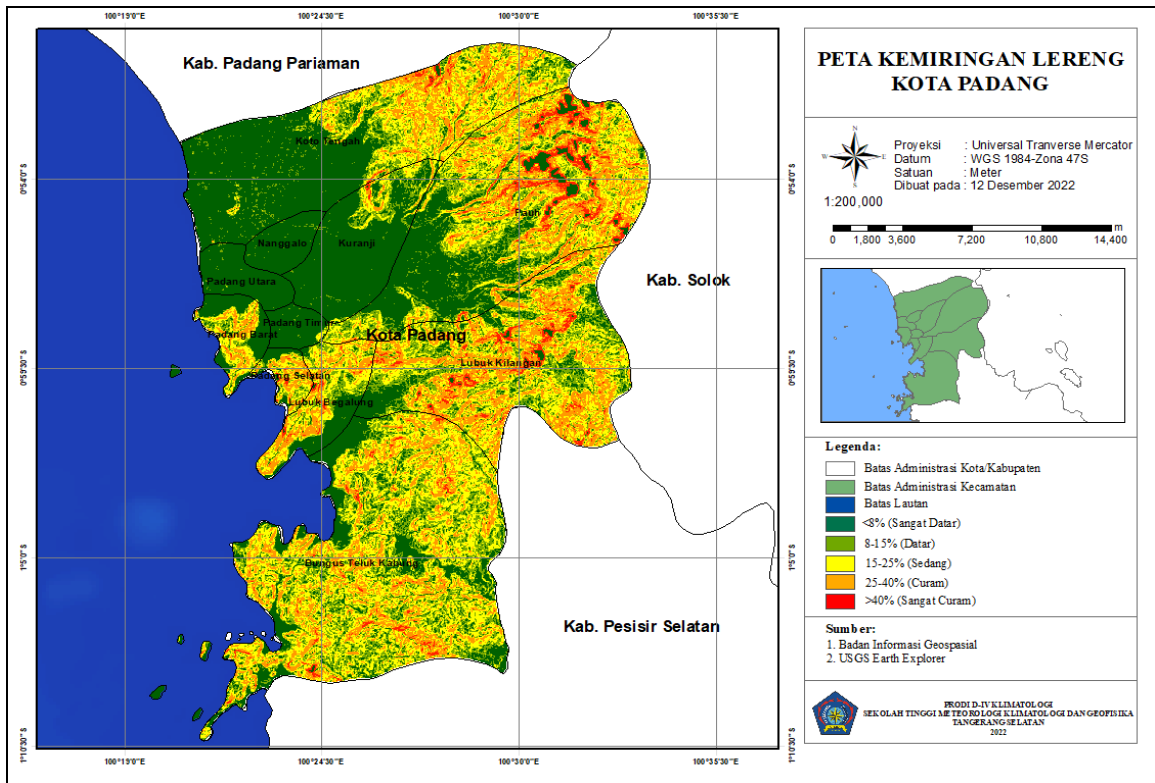 100°19'0"E 100°24'30"E 100°30'0"E 100°35'30"E
Kab. Padang Pariaman
Koto Tengah
0°54'0"S 0°54'0"S
Pauh
Nanggalo Kuranji
Kab. Solok
Padang Utara
Padang Timur
Padang Barat Kota Padang
Lubuk Kilangan
0°59'30"S 0°59'30"S
Padang Selatan
Lubuk Begalung
1°5'0"S 1°5'0"S
Bungus Teluk Kabung
Kab. Pesisir Selatan
1°10'30"S 1°10'30"S
100°19'0"E 100°24'30"E 100°30'0"E 100°35'30"E
PETA KEMIRINGAN LERENG
KOTA PADANG
N
W E
S
Proyeksi : Universal Tranverse Mercator
Datum : WGS 1984-Zona 47S
Satuan : Meter
Dibuat pada : 12 Desember 2022
1:200,000
m
0 1,800 3,600 7,200 10,800 14,400
Legenda:
Batas Administrasi Kota/Kabupaten
Batas Administrasi Kecamatan
Batas Lautan
<8% (Sangat Datar)
8-15% (Datar)
15-25% (Sedang)
25-40% (Curam)
>40% (Sangat Curam)
Sumber:
1. Badan Informasi Geospasial
2. USGS Earth Explorer
PRODI D-IV KLIMATOLOGI
SEKOLAH TINGGI METEOROLOGI KLIMATOLOGI DAN GEOFISIKA
TANGERANG SELATAN
2022